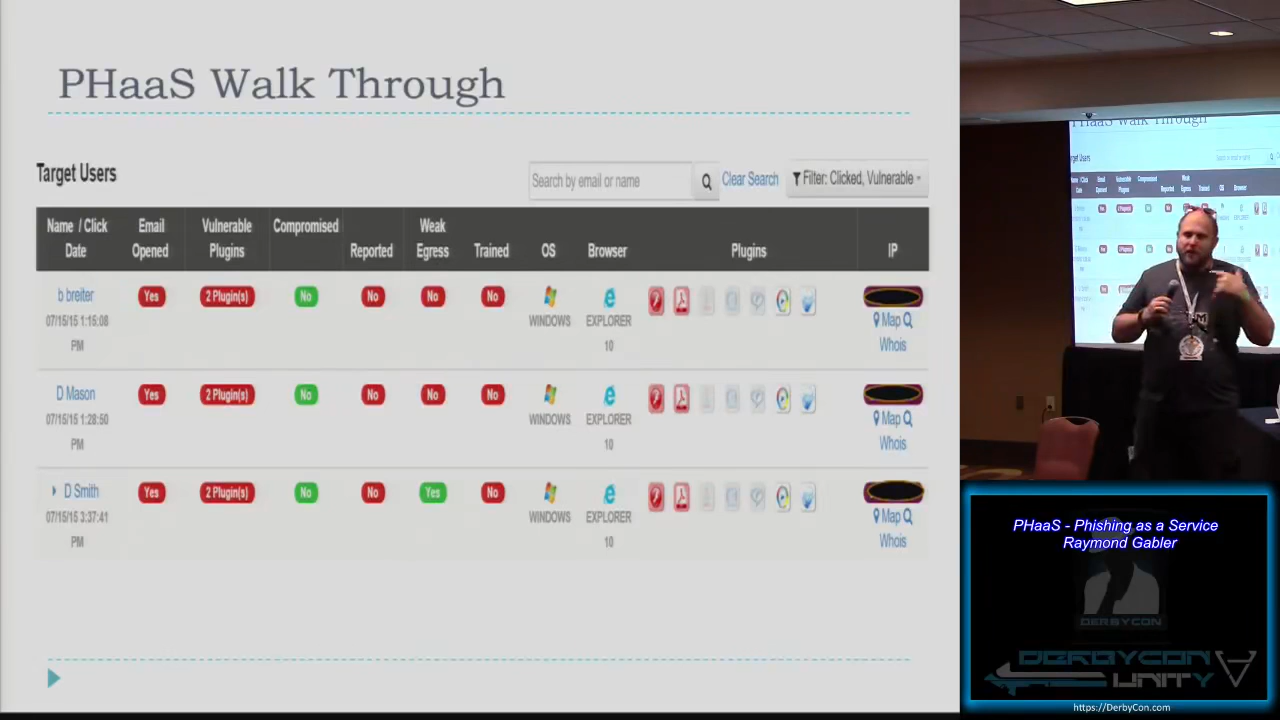 PHaaS Walk Through
Target Users
Search by email or name
Clear Search
Filter: Clicked, Vulnerable
Name / Click Date
Email Opened
Vulnerable Plugins
Compromised
Reported
Weak Egress
Trained
OS
Browser
Plugins
IP
b breiter
07/15/15 1:15:08 PM
Yes
2 Plugin(s)
No
No
No
No
WINDOWS
EXPLORER 10
Map
Whois
D Mason
07/15/15 1:28:50 PM
Yes
2 Plugin(s)
No
No
No
No
WINDOWS
EXPLORER 10
Map
Whois
D Smith
07/15/15 3:37:41 PM
Yes
2 Plugin(s)
No
No
Yes
No
WINDOWS
EXPLORER 10
Map
Whois
PHaaS Walk Through
PHaaS - Phishing as a Service
Raymond Gabler
DERBYCON
DERBYCON
UNITY
https://DerbyCon.com